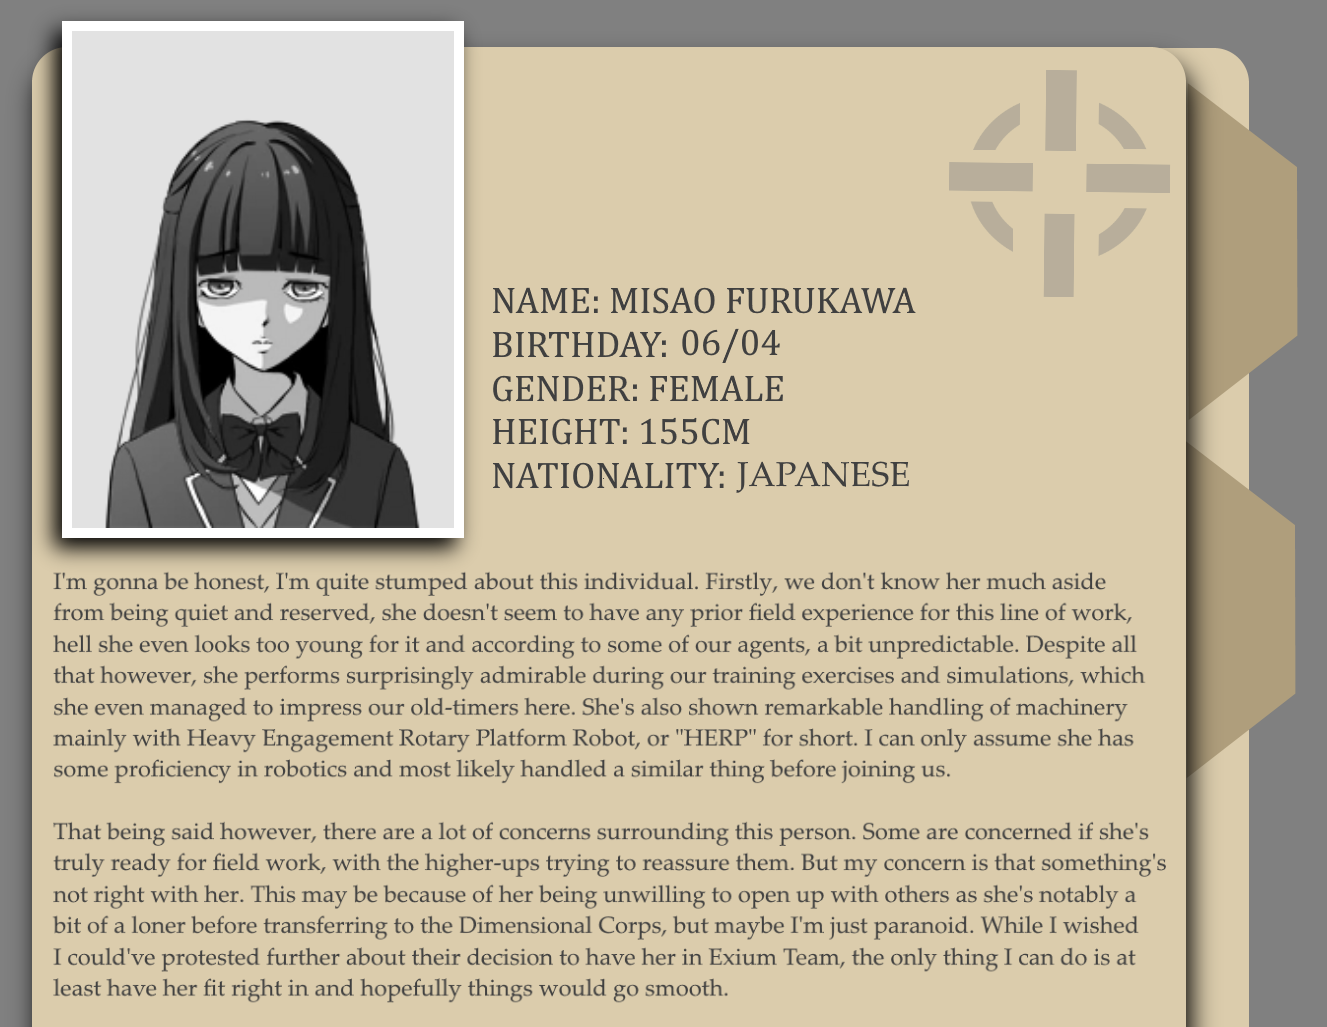 NAME: MISAO FURUKAWA
BIRTHDAY: 06/04
GENDER: FEMALE
HEIGHT: 155CM
NATIONALITY: JAPANESE
I'm gonna be honest, I'm quite stumped about this individual. Firstly, we don't know her much aside
from being quiet and reserved, she doesn't seem to have any prior field experience for this line of work,
hell she even looks too young for it and according to some of our agents, a bit unpredictable. Despite all
that however, she performs surprisingly admirable during our training exercises and simulations, which
she even managed to impress our old-timers here. She's also shown remarkable handling of machinery
mainly with Heavy Engagement Rotary Platform Robot, or "HERP" for short. I can only assume she has
some proficiency in robotics and most likely handled a similar thing before joining us.
That being said however, there are a lot of concerns surrounding this person. Some are concerned if she's
truly ready for field work, with the higher-ups trying to reassure them. But my concern is that something's
not right with her. This may be because of her being unwilling to open up with others as she's notably a
bit of a loner before transferring to the Dimensional Corps, but maybe I'm just paranoid. While I wished
I could've protested further about their decision to have her in Exium Team, the only thing I can do is at
least have her fit right in and hopefully things would go smooth.